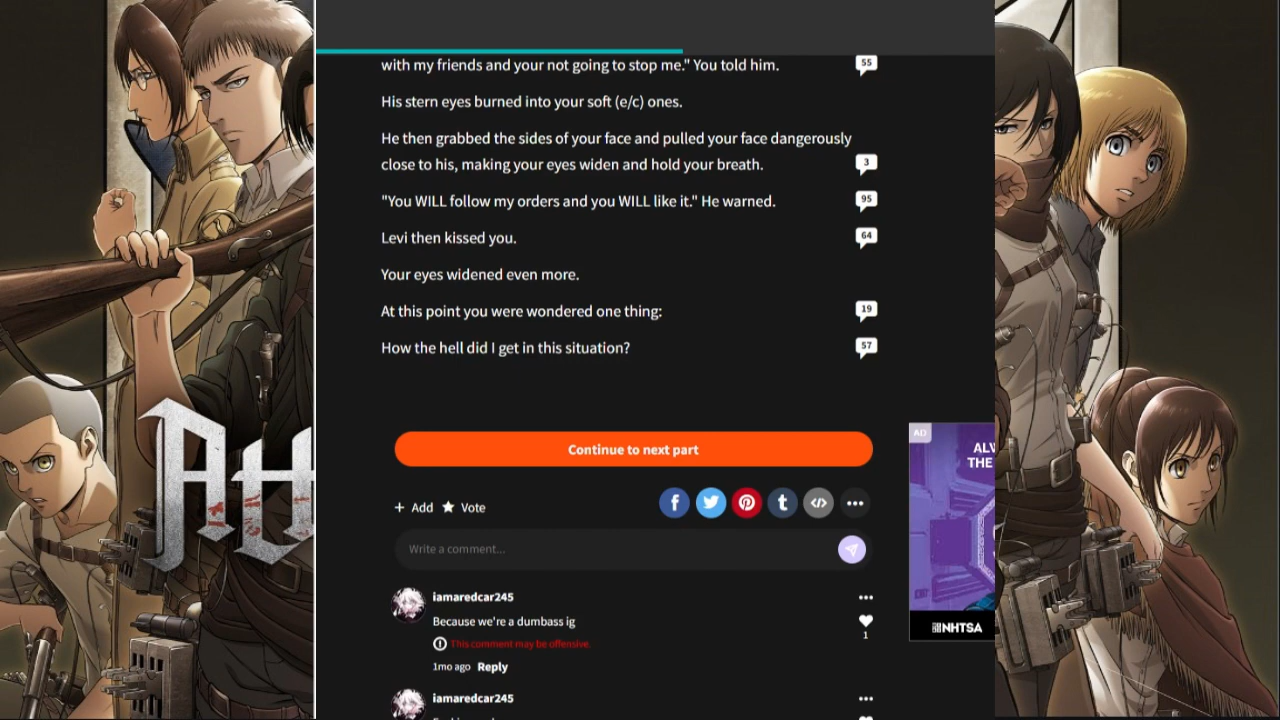 with my friends and your not going to stop me." You told him.
55
His stern eyes burned into your soft (e/c) ones.
He then grabbed the sides of your face and pulled your face dangerously
close to his, making your eyes widen and hold your breath.
3
"You WILL follow my orders and you WILL like it." He warned.
95
Levi then kissed you.
64
Your eyes widened even more.
At this point you were wondered one thing:
19
How the hell did I get in this situation?
57
Att
Continue to next part
AD
ALW
THE
+ Add ★ Vote
f
t
</>
Write a comment...
iamaredcar245
Because we're a dumbass ig
1
This comment may be offensive.
1mo ago Reply
NHTSA
iamaredcar245